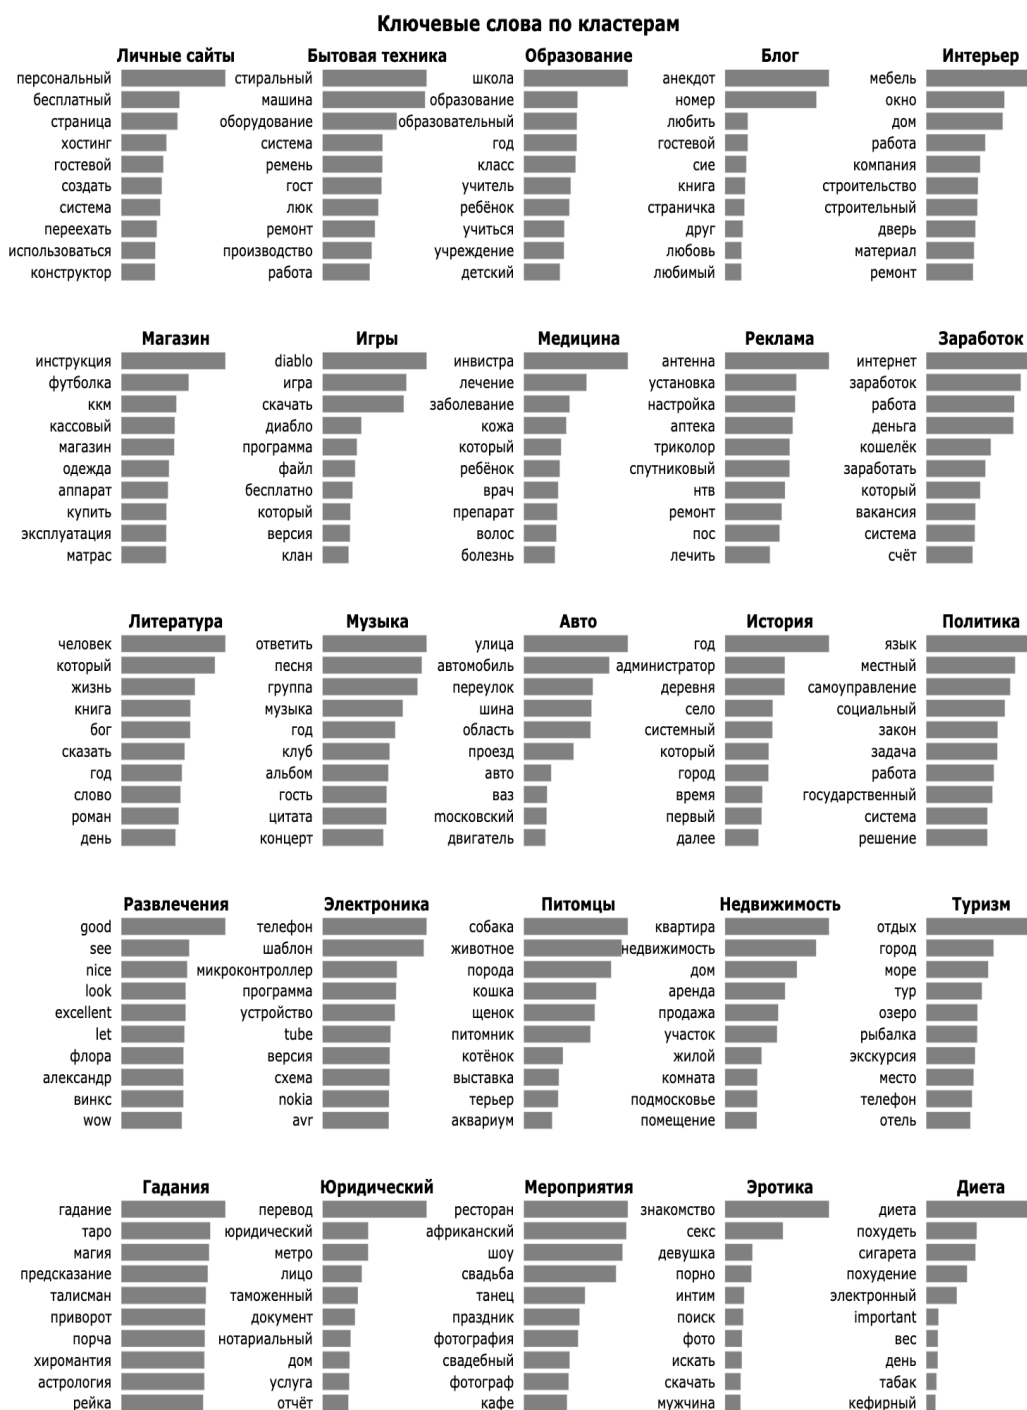 Ключевые слова по кластерам
Личные сайты
персональный
бесплатный
страница
хостинг
гостевой
создать
система
переехать
использоваться
конструктор
Бытовая техника
стиральный
машина
оборудование
система
ремень
гост
люк
ремонт
производство
работа
Образование
школа
образование
образовательный
год
класс
учитель
ребёнок
учиться
учреждение
детский
Блог
анекдот
номер
любить
гостевой
сие
книга
страничка
друг
любовь
любимый
Интерьер
мебель
окно
дом
работа
компания
строительство
строительный
дверь
материал
ремонт
Магазин
инструкция
футболка
ккм
кассовый
магазин
одежда
аппарат
купить
эксплуатация
матрас
Игры
diablo
игра
скачать
диабло
программа
файл
бесплатно
который
версия
клан
Медицина
инвистра
лечение
заболевание
кожа
который
ребёнок
врач
препарат
волос
болезнь
Реклама
антенна
установка
настройка
аптека
триколор
спутниковый
нтв
ремонт
пос
лечить
Заработок
интернет
заработок
работа
деньга
кошелёк
заработать
который
вакансия
система
счёт
Литература
человек
который
жизнь
книга
бог
сказать
год
слово
роман
день
Музыка
ответить
песня
группа
музыка
год
клуб
альбом
гость
цитата
концерт
Авто
улица
автомобиль
переулок
шина
область
проезд
авто
ваз
mосковский
двигатель
История
год
администратор
деревня
село
системный
который
город
время
первый
далее
Политика
язык
местный
самоуправление
социальный
закон
задача
работа
государственный
система
решение
Развлечения
good
see
nice
look
excellent
let
флора
александр
винкс
wow
Электроника
телефон
шаблон
микроконтроллер
программа
устройство
tube
версия
схема
nokia
avr
Питомцы
собака
животное
порода
кошка
щенок
питомник
котёнок
выставка
терьер
аквариум
Недвижимость
квартира
недвижимость
дом
аренда
продажа
участок
жилой
комната
подмосковье
помещение
Туризм
отдых
город
море
тур
озеро
рыбалка
экскурсия
место
телефон
отель
Гадания
гадание
таро
магия
предсказание
талисман
приворот
порча
хиромантия
астрология
рейка
Юридический
перевод
юридический
метро
лицо
таможенный
документ
нотариальный
дом
услуга
отчёт
Мероприятия
ресторан
африканский
шоу
свадьба
танец
праздник
фотография
свадебный
фотограф
кафе
Эротика
знакомство
секс
девушка
порно
интим
поиск
фото
искать
скачать
мужчина
Диета
диета
похудеть
сигарета
похудение
электронный
important
вес
день
табак
кефирный